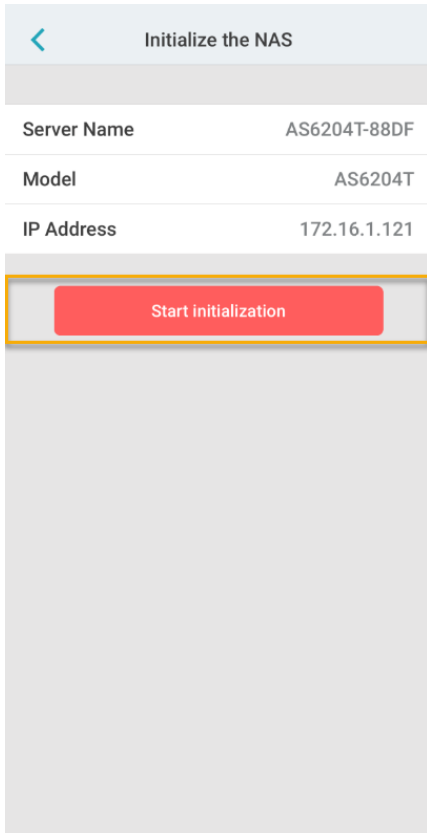 Initialize the NAS
Server Name AS6204T-88DF
Model AS6204T
IP Address 172.16.1.121
Start initialization